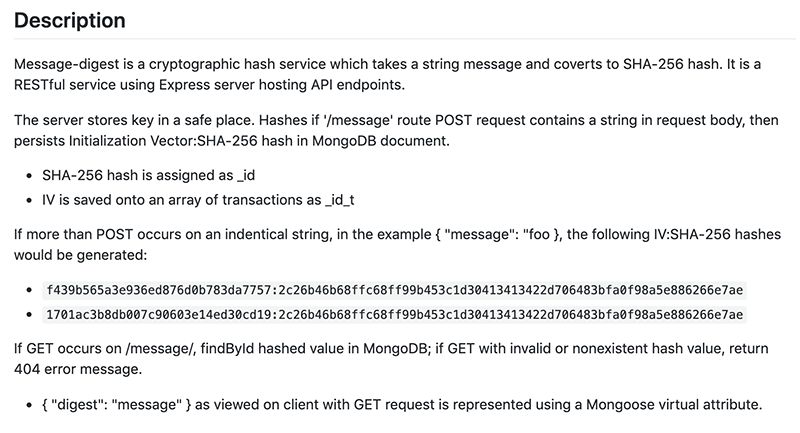 Description
Message-digest is a cryptographic hash service which takes a string message and coverts to SHA-256 hash. It is a
RESTful service using Express server hosting API endpoints.
The server stores key in a safe place. Hashes if '/message' route POST request contains a string in request body, then
persists Initialization Vector:SHA-256 hash in MongoDB document.
• SHA-256 hash is assigned as _id
• IV is saved onto an array of transactions as _id_t
If more than POST occurs on an indentical string, in the example { "message": "foo }, the following IV:SHA-256 hashes
would be generated:
• f439b565a3e936ed876d0b783da7757:2c26b46b68ffc68ff99b453c1d30413413422d706483bfa0f98a5e886266e7ae
• 1701ac3b8db007c90603e14ed30cd19:2c26b46b68ffc68ff99b453c1d30413413422d706483bfa0f98a5e886266e7ae
If GET occurs on /message/, findById hashed value in MongoDB; if GET with invalid or nonexistent hash value, return
404 error message.
• { "digest": "message" } as viewed on client with GET request is represented using a Mongoose virtual attribute.